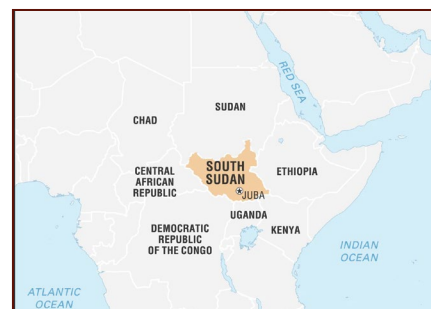 RED SEA
SUDAN
CHAD
SOUTH
SUDAN
ETHIOPIA
CENTRAL
AFRICAN
REPUBLIC
JUBA
UGANDA
KENYA
DEMOCRATIC
REPUBLIC
OF THE CONGO
INDIAN
OCEAN
ATLANTIC
OCEAN